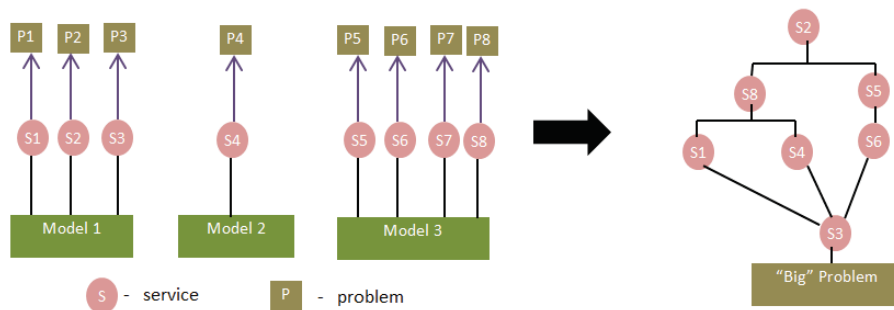 P1 P2 P3 P4 P5 P6 P7 P8
S1 S2 S3 S4 S5 S6 S7 S8
Model 1 Model 2 Model 3
S - service P - problem
S2
S8 S5
S1 S4 S6
S3
“Big” Problem